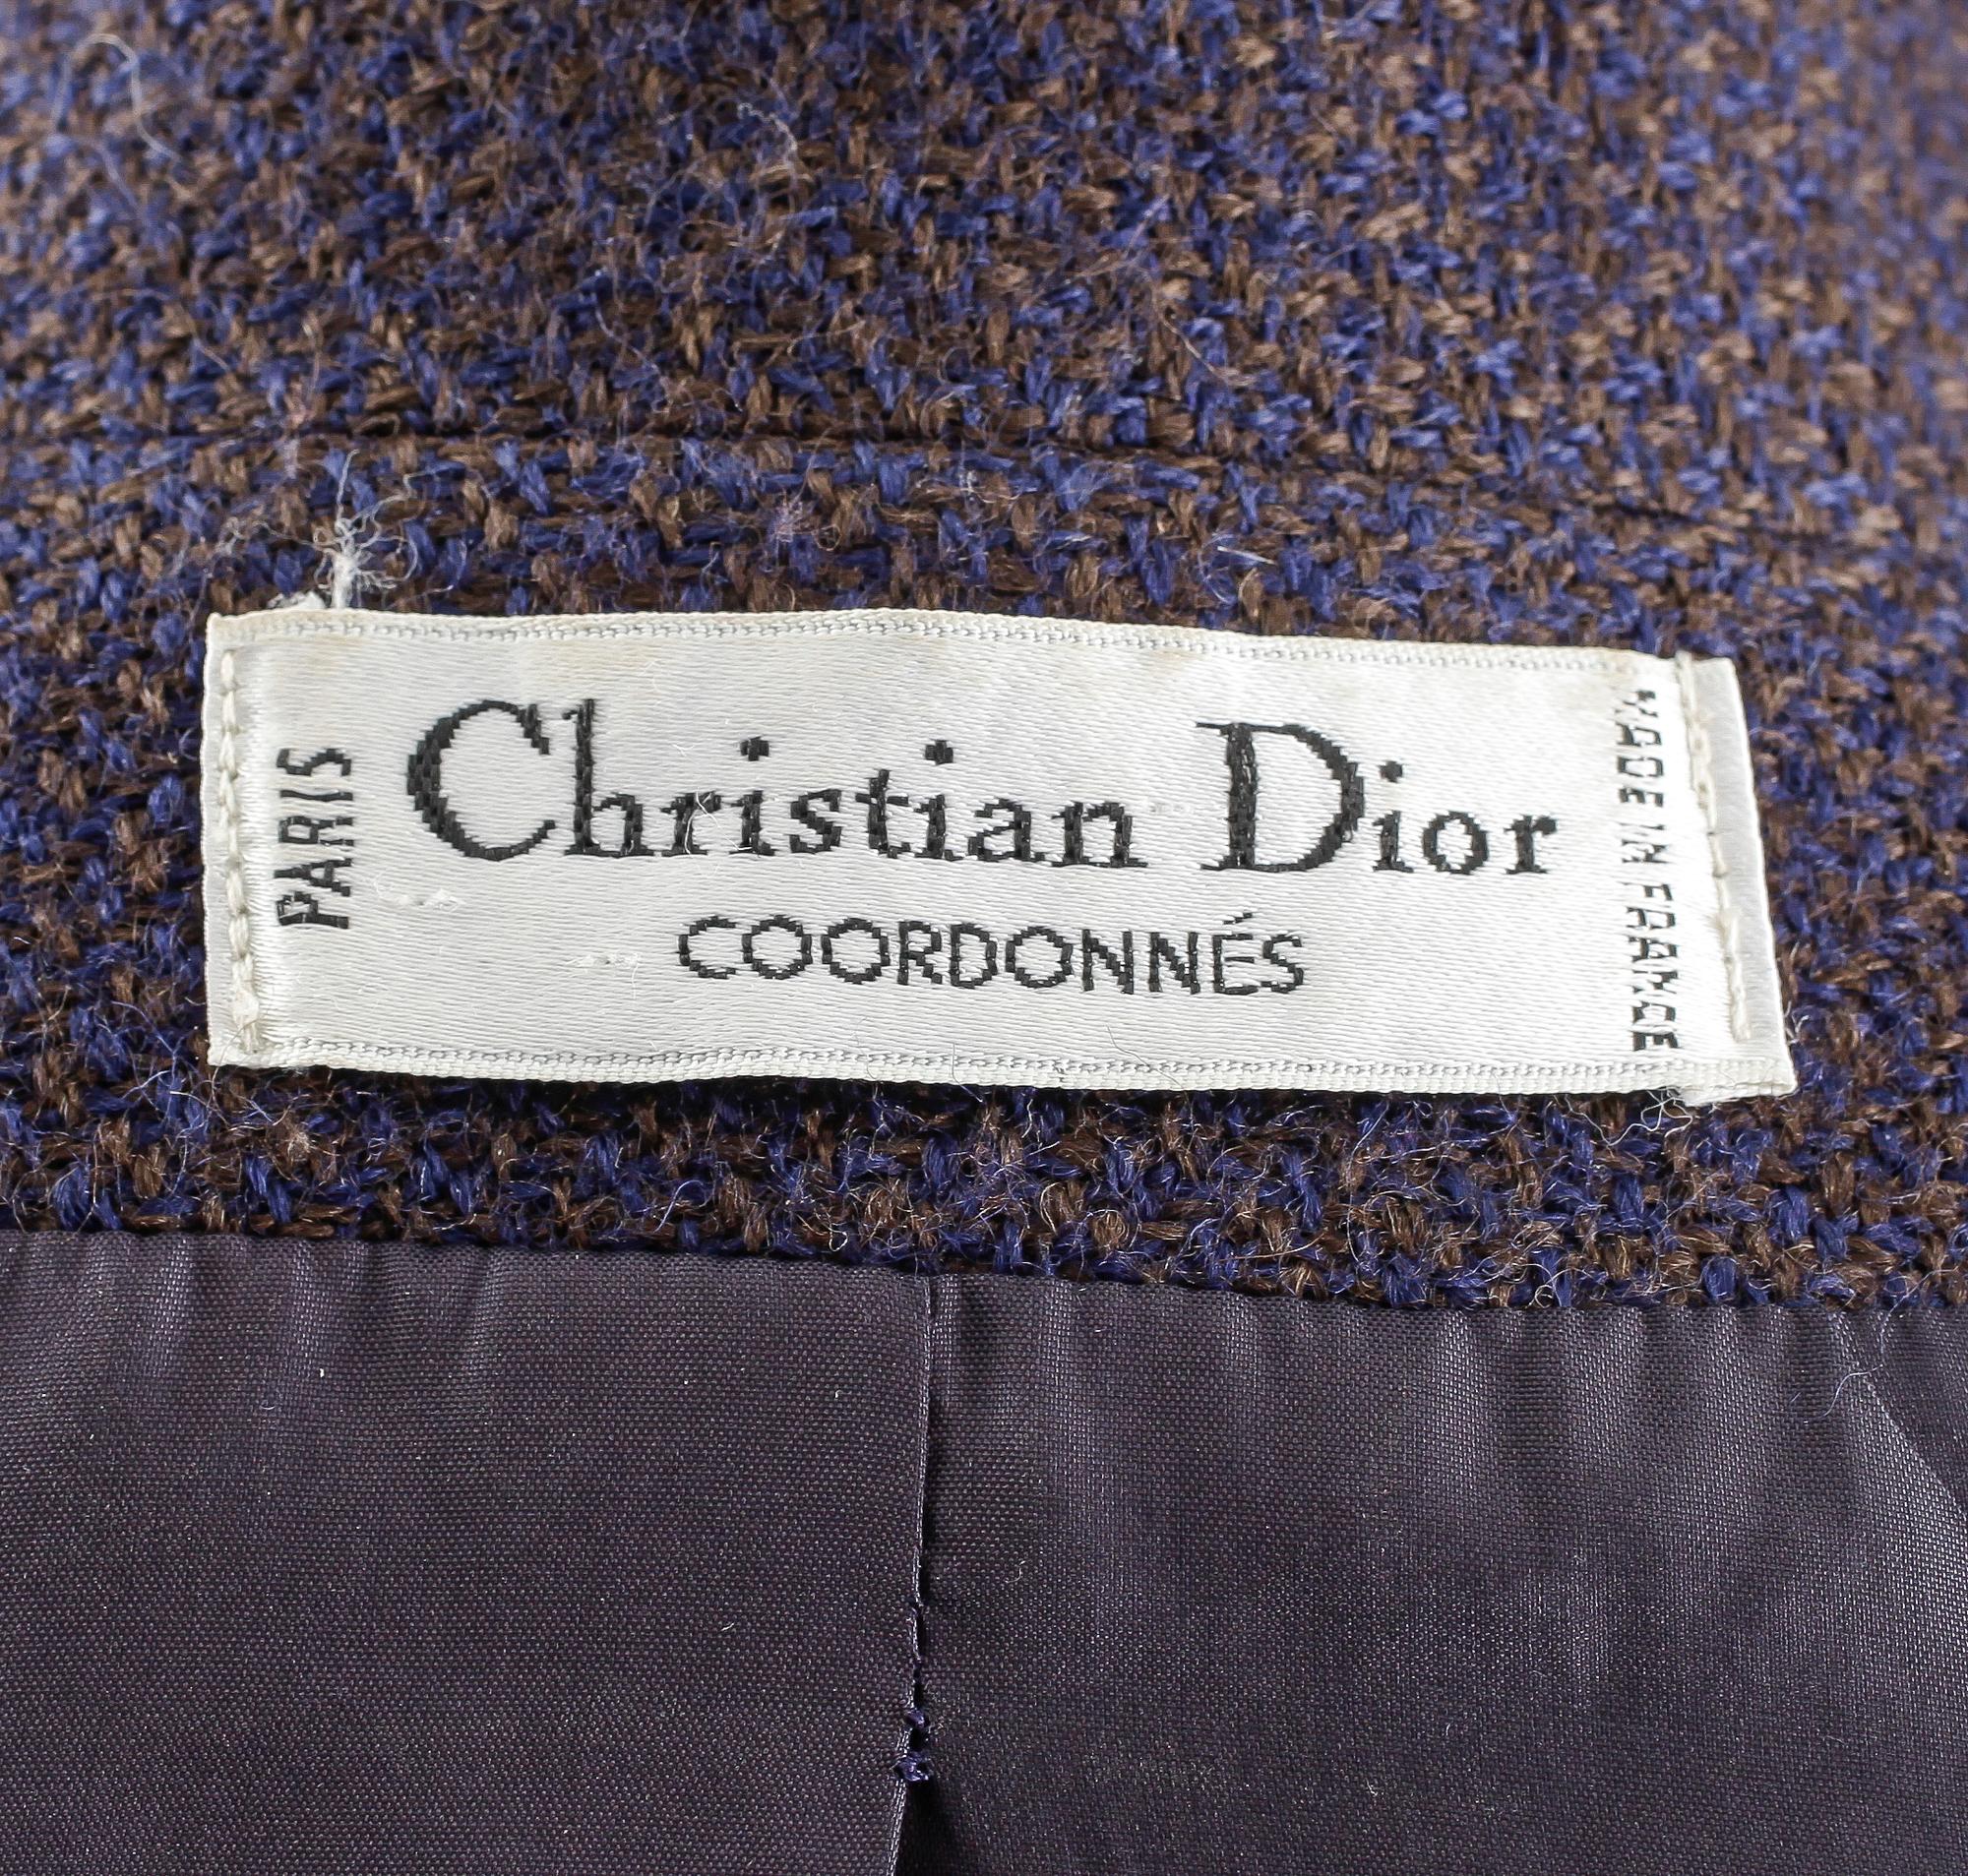 PARIS
Christian Dior
COORDONNÉS
MADE IN FRANCE